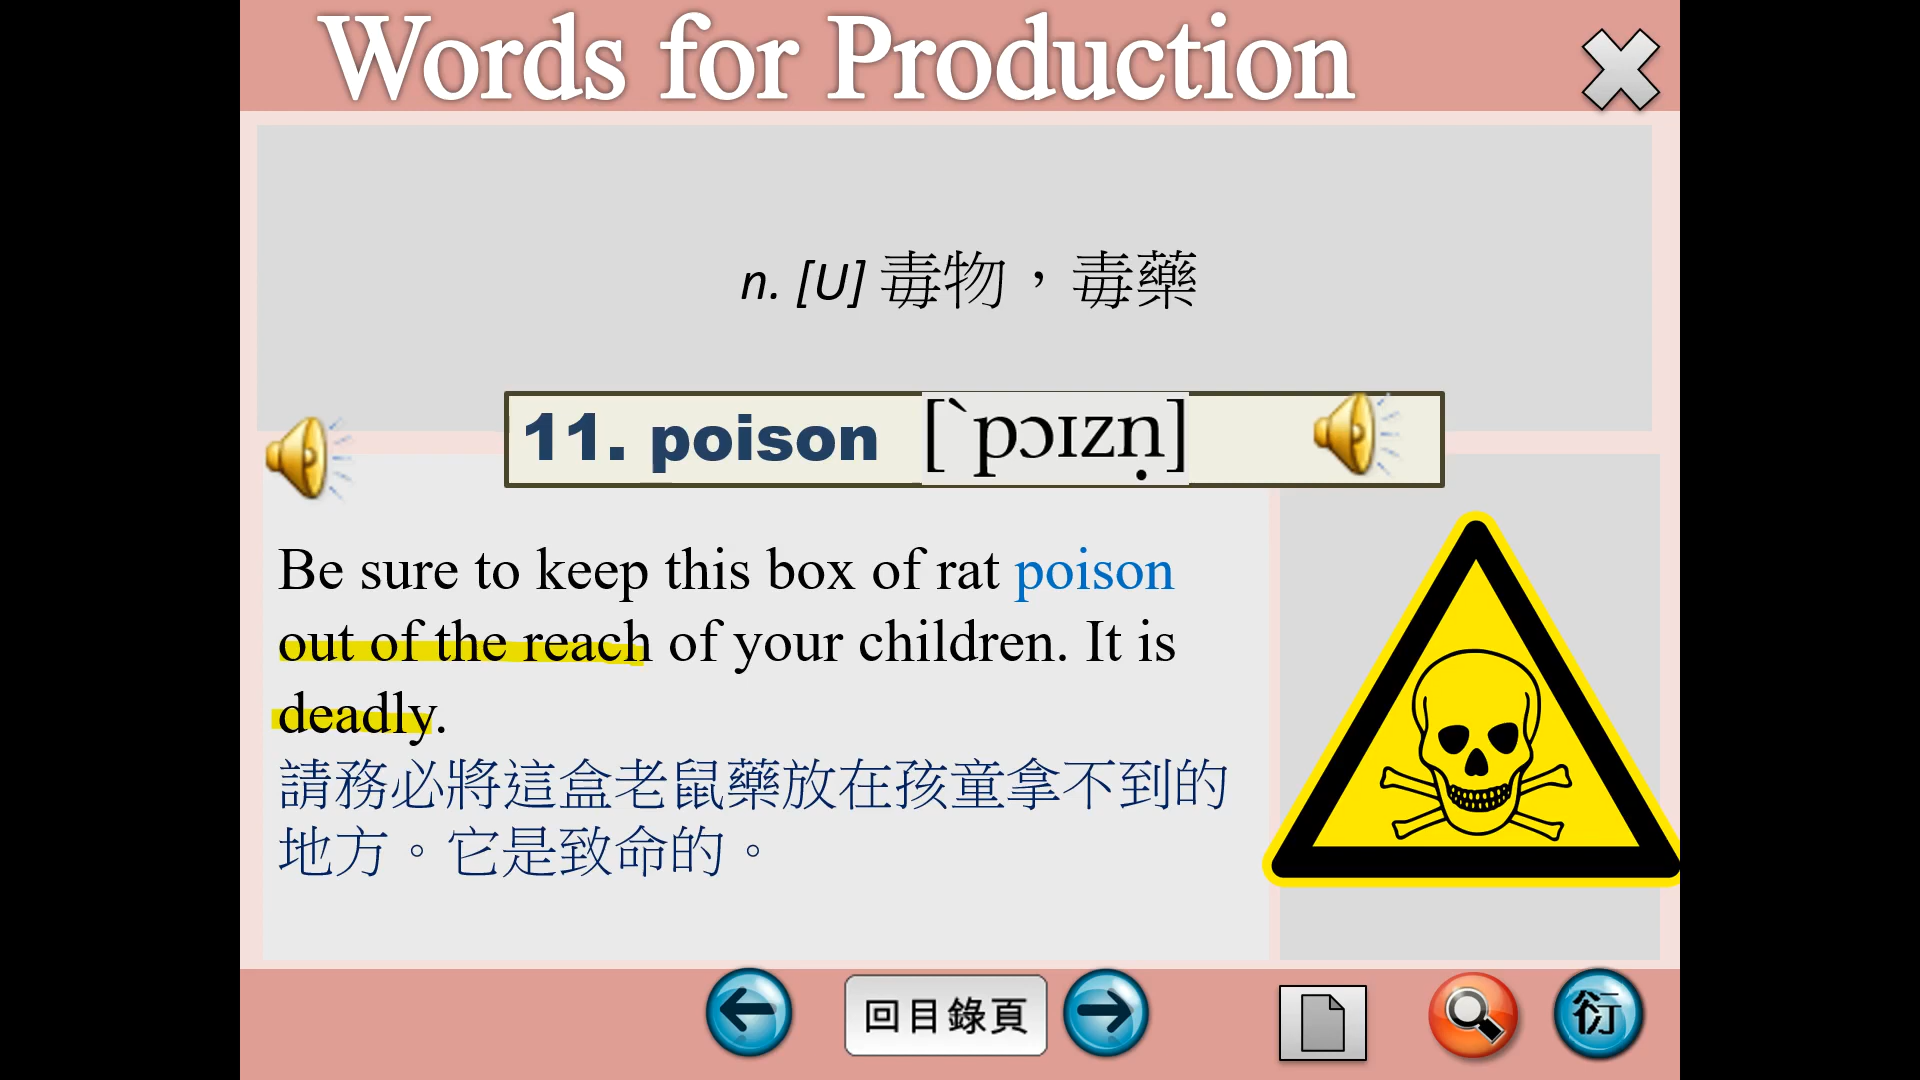 Words for Production
n. [U] 毒物，毒藥
11. poison [ˋpɔɪzṇ]
Be sure to keep this box of rat poison
out of the reach of your children. It is
deadly.
請務必將這盒老鼠藥放在孩童拿不到的
地方。它是致命的。
回目錄頁
衍